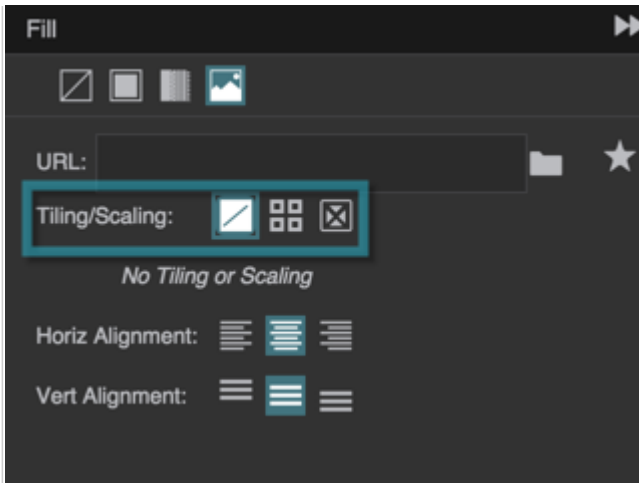 Fill
URL:
Tiling/Scaling:
No Tiling or Scaling
Horiz Alignment:
Vert Alignment: